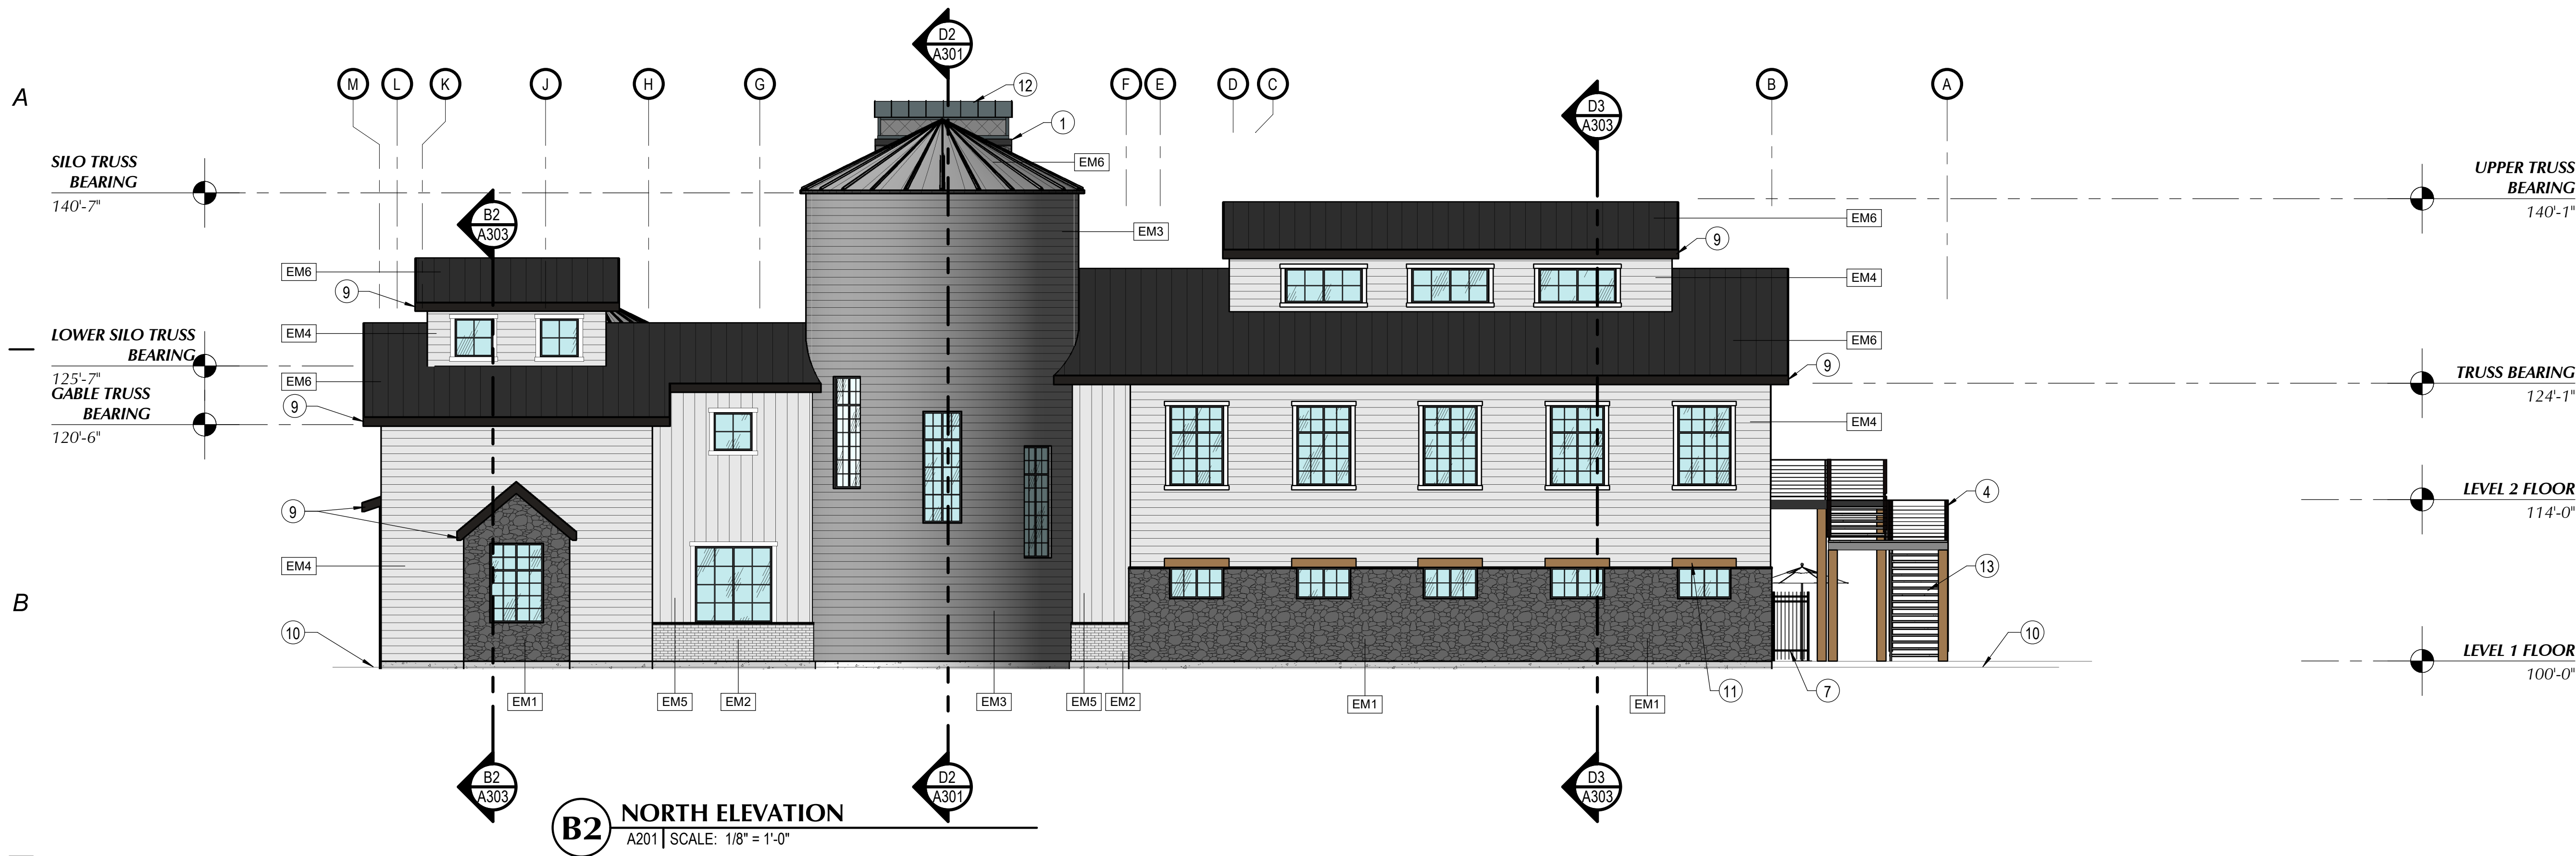 D2
A301
A
M
L
K
J
H
G
12
F
E
D
C
D3
A303
B
A
1
SILO TRUSS
BEARING
140'-7"
EM6
UPPER TRUSS
BEARING
140'-1"
B2
A303
EM3
EM6
9
EM6
9
EM4
EM4
LOWER SILO TRUSS
BEARING
125'-7"
EM6
9
TRUSS BEARING
124'-1"
EM6
GABLE TRUSS
BEARING
120'-6"
9
EM4
9
4
LEVEL 2 FLOOR
114'-0"
EM4
13
B
10
10
LEVEL 1 FLOOR
100'-0"
EM1
EM5
EM2
EM3
EM5
EM2
EM1
EM1
11
7
B2
A303
D2
A301
D3
A303
B2
NORTH ELEVATION
A201 SCALE: 1/8" = 1'-0"